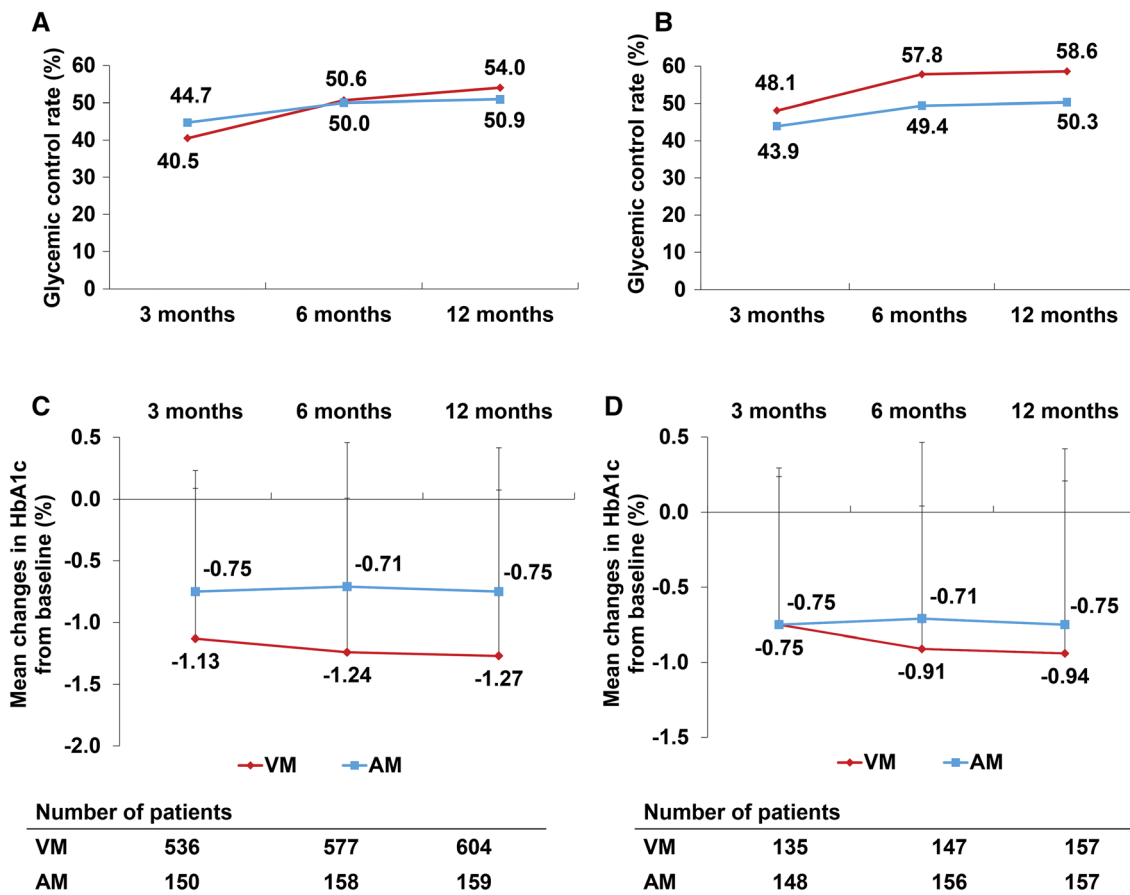 A
Glycemic control rate (%)
60
50
40
30
20
10
0
44.7
50.6
54.0
40.5
50.0
50.9
3 months 6 months 12 months
B
Glycemic control rate (%)
60
50
40
30
20
10
0
48.1
57.8
58.6
43.9
49.4
50.3
3 months 6 months 12 months
C
3 months 6 months 12 months
Mean changes in HbA1c
from baseline (%)
0.5
0.0
-0.5
-1.0
-1.5
-2.0
-0.75
-0.71
-0.75
-1.13
-1.24
-1.27
VM AM
Number of patients
VM 536 577 604
AM 150 158 159
D
3 months 6 months 12 months
Mean changes in HbA1c
from baseline (%)
0.5
0.0
-0.5
-1.0
-1.5
-0.75
-0.71
-0.75
-0.75
-0.91
-0.94
VM AM
Number of patients
VM 135 147 157
AM 148 156 157